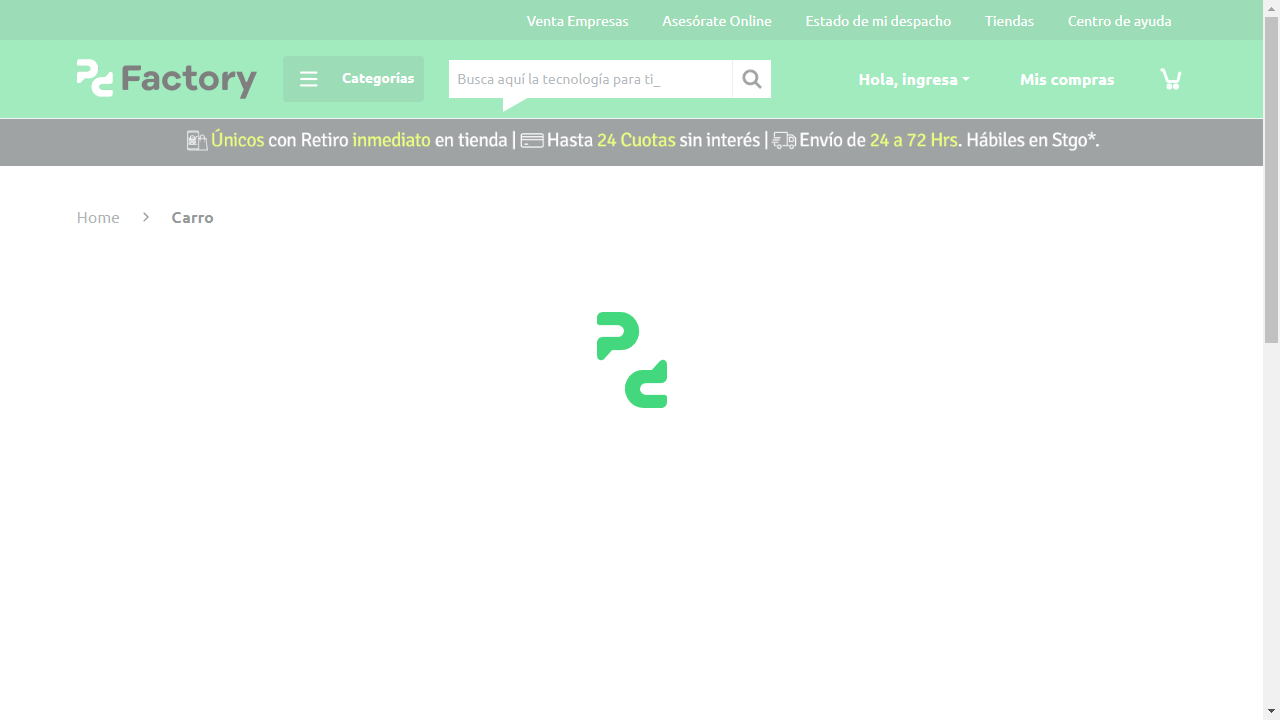 Venta Empresas Asesórate Online Estado de mi despacho Tiendas Centro de ayuda
Factory Categorías Busca aquí la tecnología para ti_ Hola, ingresa Mis compras
Únicos con Retiro inmediato en tienda | Hasta 24 Cuotas sin interés | Envío de 24 a 72 Hrs. Hábiles en Stgo*.
Home > Carro